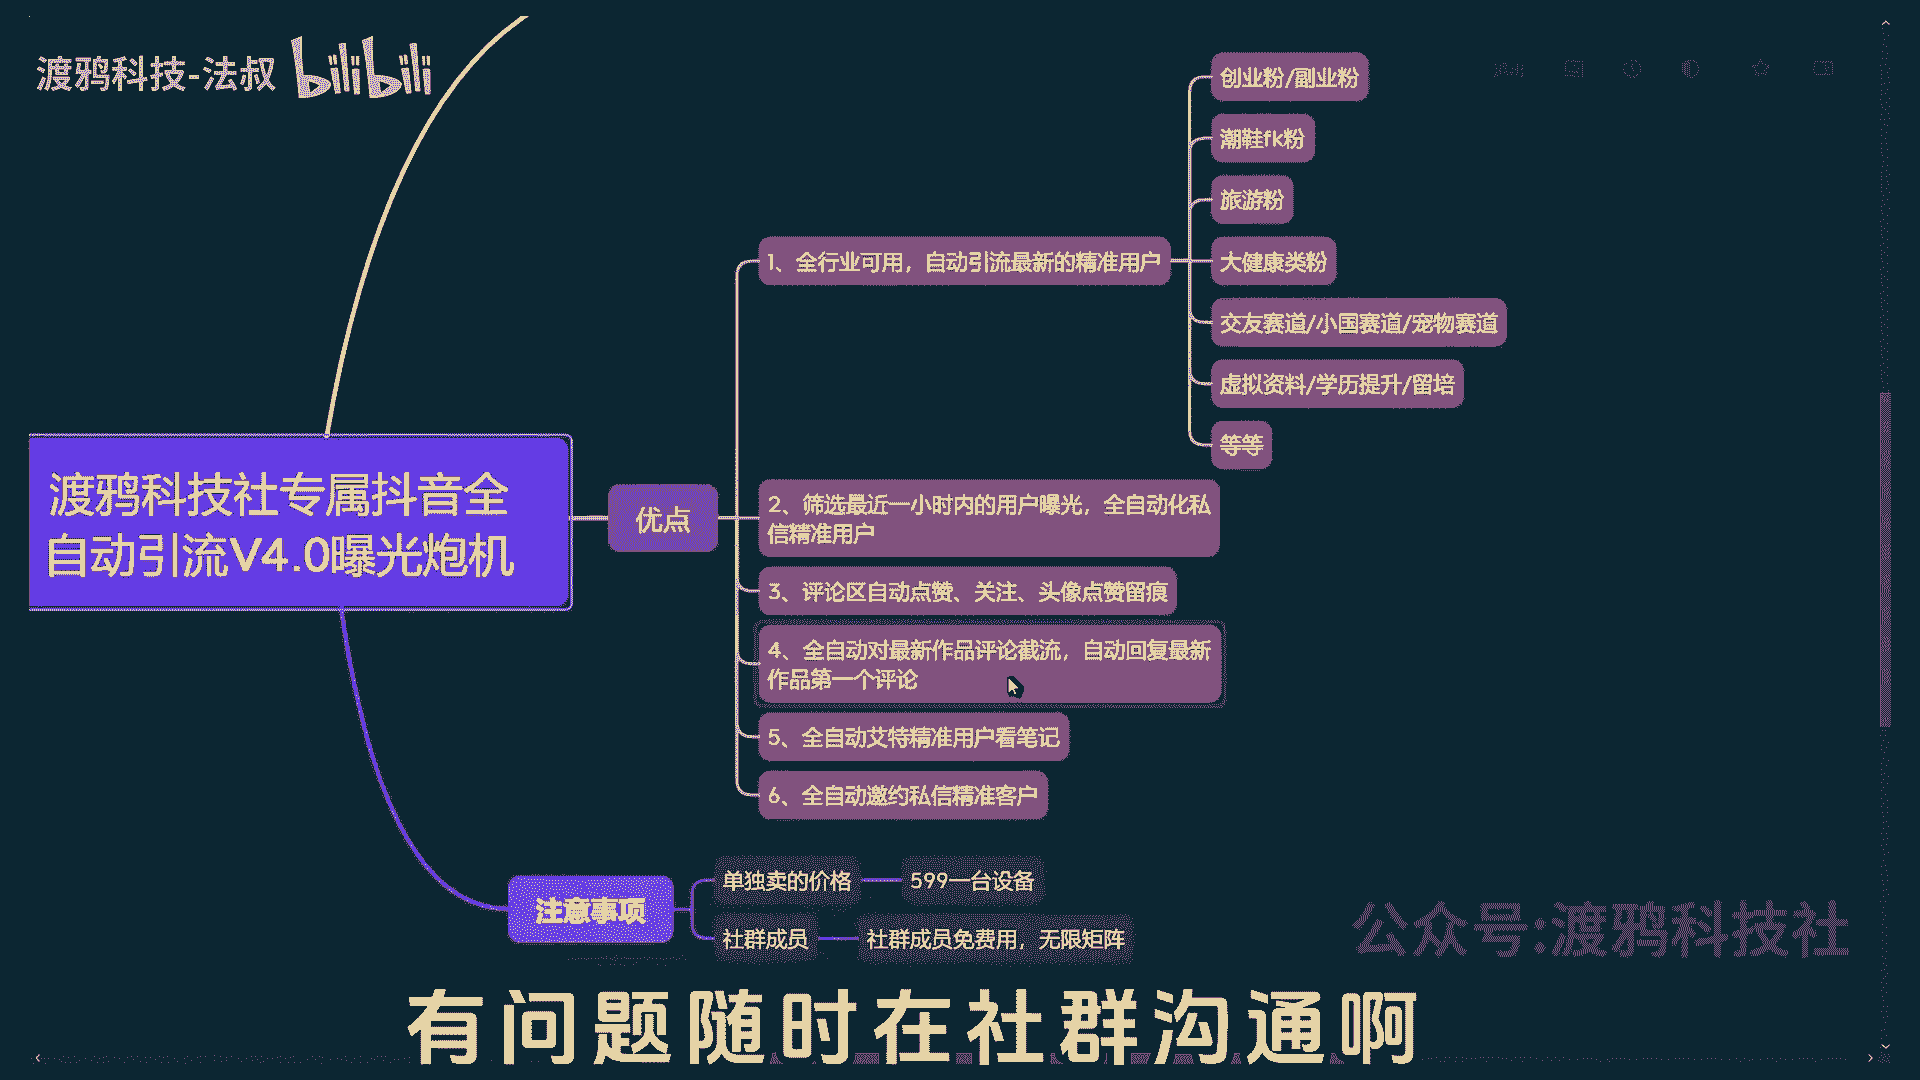 渡鸦科技-法叔 bilibili
渡鸦科技社专属抖音全
自动引流V4.0曝光炮机
优点
1、全行业可用，自动引流最新的精准用户
创业粉/副业粉
潮鞋fk粉
旅游粉
大健康类粉
交友赛道/小国赛道/宠物赛道
虚拟资料/学历提升/留培
等等
2、筛选最近一小时内的用户曝光，全自动化私
信精准用户
3、评论区自动点赞、关注、头像点赞留痕
4、全自动对最新作品评论截流，自动回复最新
作品第一个评论
5、全自动艾特精准用户看笔记
6、全自动邀约私信精准客户
注意事项
单独卖的价格
599一台设备
社群成员
社群成员免费用，无限矩阵
公众号:渡鸦科技社
有问题随时在社群沟通啊